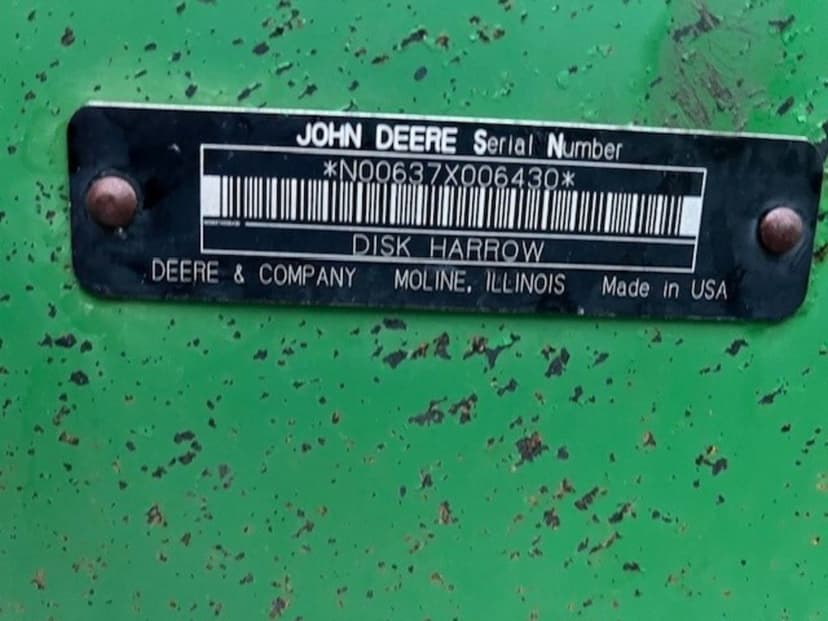 JOHN DEERE Serial Number
*N00637X006430*
DISK HARROW
DEERE & COMPANY MOLINE, ILLINOIS Made in USA